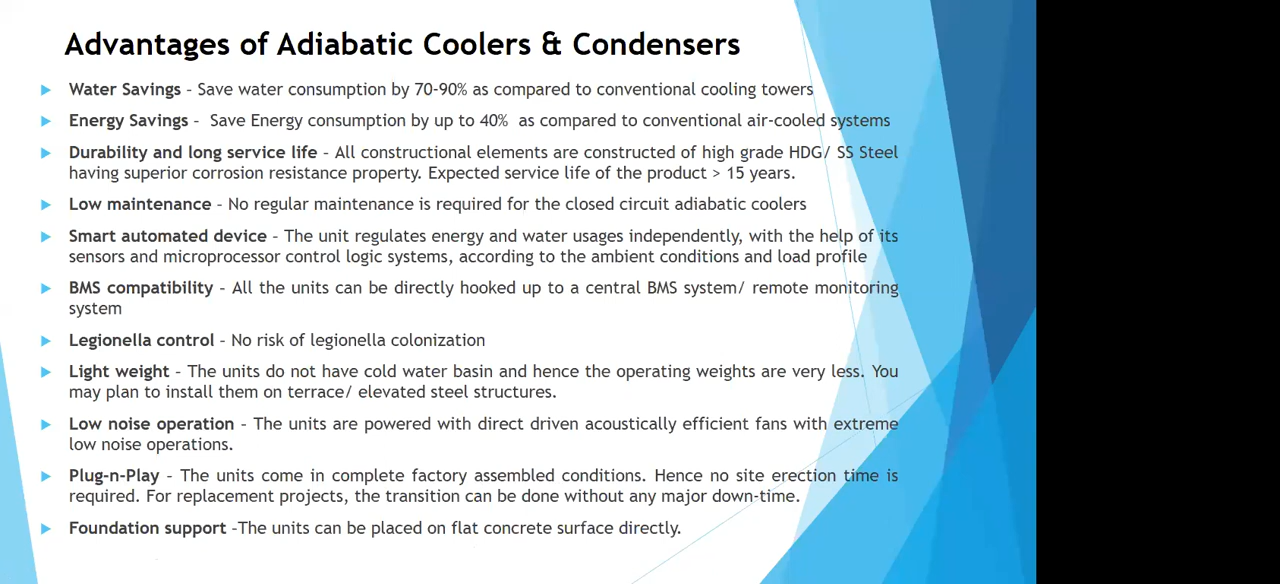 Advantages of Adiabatic Coolers & Condensers
Water Savings - Save water consumption by 70-90% as compared to conventional cooling towers
Energy Savings - Save Energy consumption by up to 40% as compared to conventional air-cooled systems
Durability and long service life - All constructional elements are constructed of high grade HDG/ SS Steel
having superior corrosion resistance property. Expected service life of the product > 15 years.
Low maintenance - No regular maintenance is required for the closed circuit adiabatic coolers
Smart automated device - The unit regulates energy and water usages independently, with the help of its
sensors and microprocessor control logic systems, according to the ambient conditions and load profile
BMS compatibility - All the units can be directly hooked up to a central BMS system/ remote monitoring
system
Legionella control - No risk of legionella colonization
Light weight - The units do not have cold water basin and hence the operating weights are very less. You
may plan to install them on terrace/ elevated steel structures.
Low noise operation - The units are powered with direct driven acoustically efficient fans with extreme
low noise operations.
Plug-n-Play - The units come in complete factory assembled conditions. Hence no site erection time is
required. For replacement projects, the transition can be done without any major down-time.
Foundation support -The units can be placed on flat concrete surface directly.